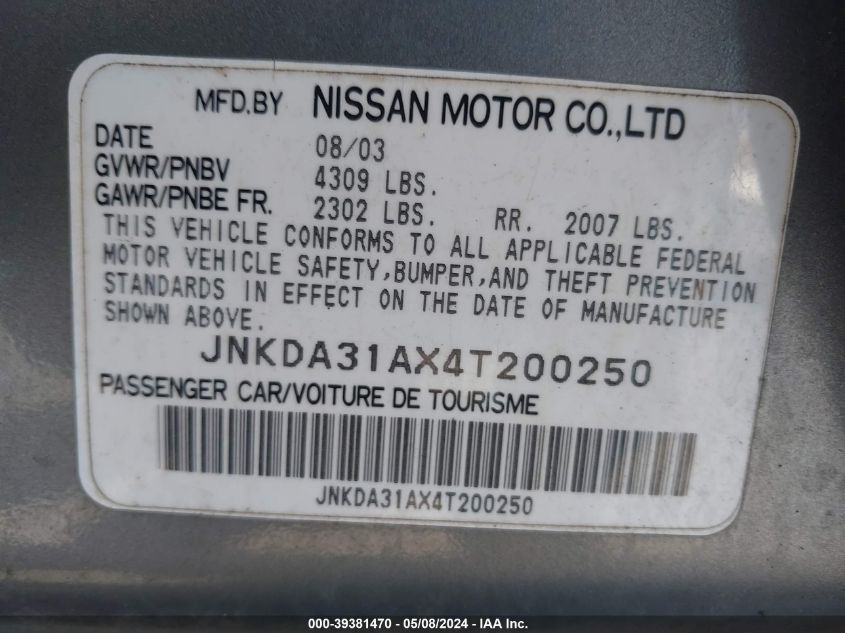 MFD.BY NISSAN MOTOR CO.,LTD
DATE 08/03
GVWR/PNBV 4309 LBS.
GAWR/PNBE FR. 2302 LBS. RR. 2007 LBS.
THIS VEHICLE CONFORMS TO ALL APPLICABLE FEDERAL
MOTOR VEHICLE SAFETY,BUMPER,AND THEFT PREVENTION
STANDARDS IN EFFECT ON THE DATE OF MANUFACTURE
SHOWN ABOVE.
JNKDA31AX4T200250
PASSENGER CAR/VOITURE DE TOURISME
JNKDA31AX4T200250
000-39381470 - 05/08/2024 - IAA Inc.